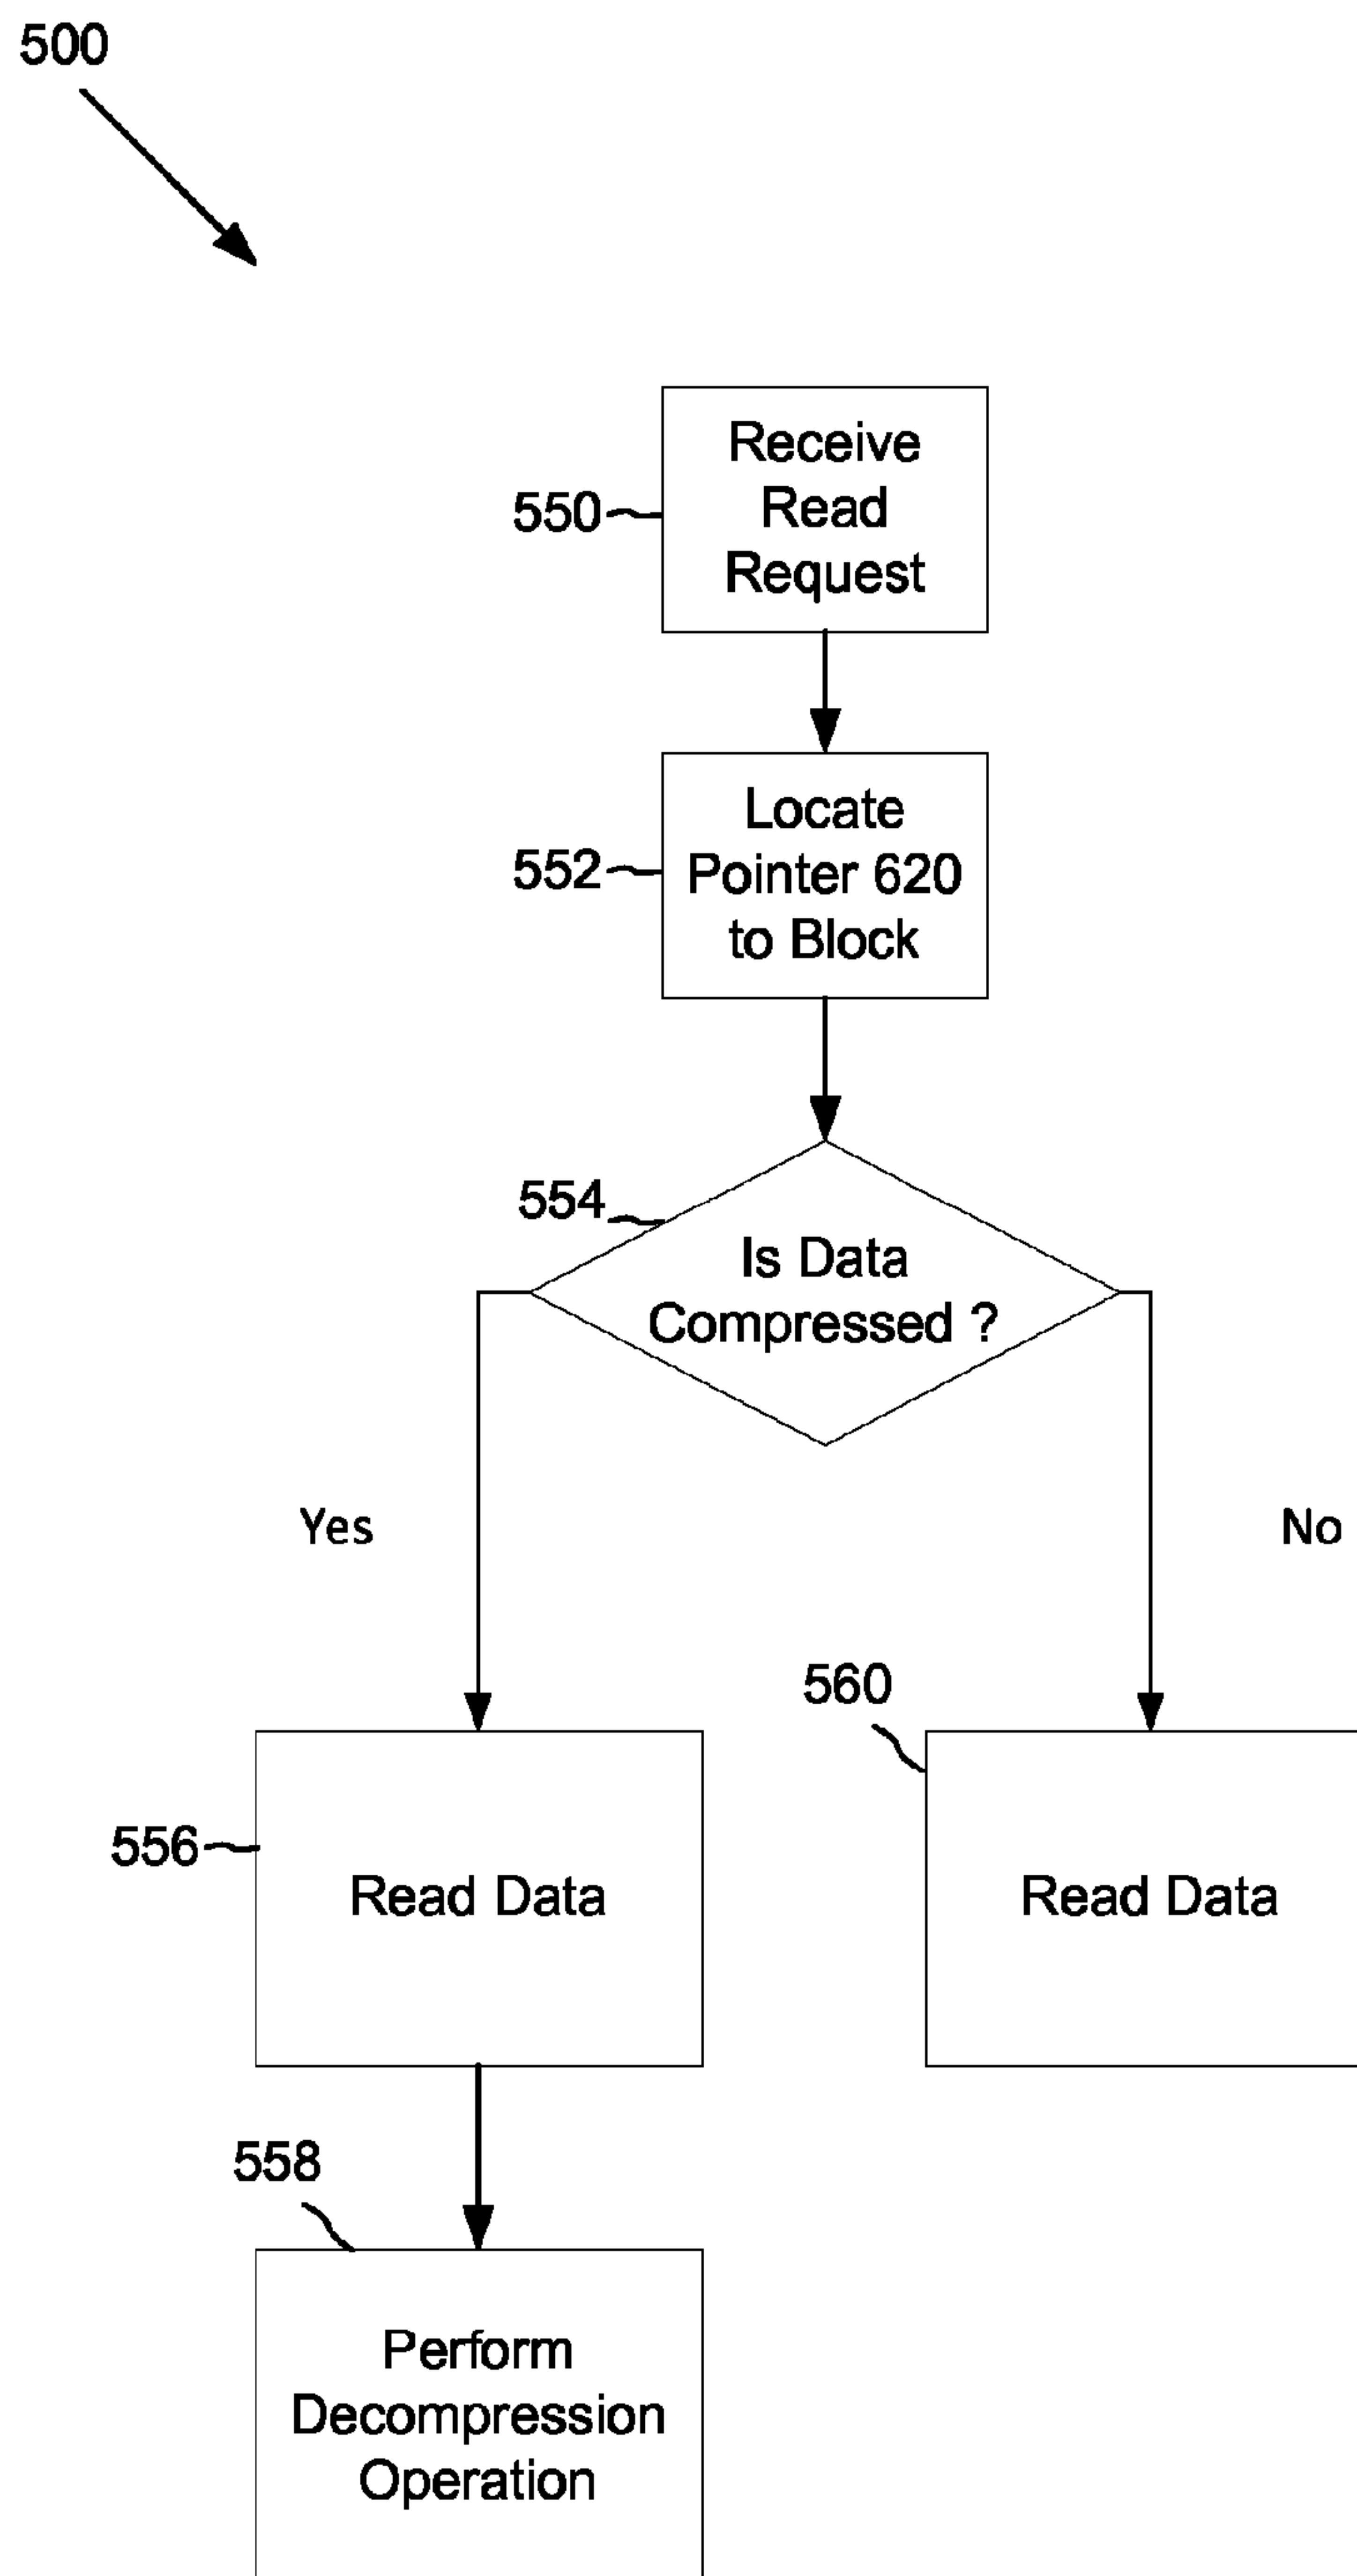 500
Receive
550
Read
Request
Locate
552
Pointer 620
to Block
554
Is Data
Compressed ?
Yes
No
560
556
Read Data
Read Data
558
Perform
Decompression
Operation